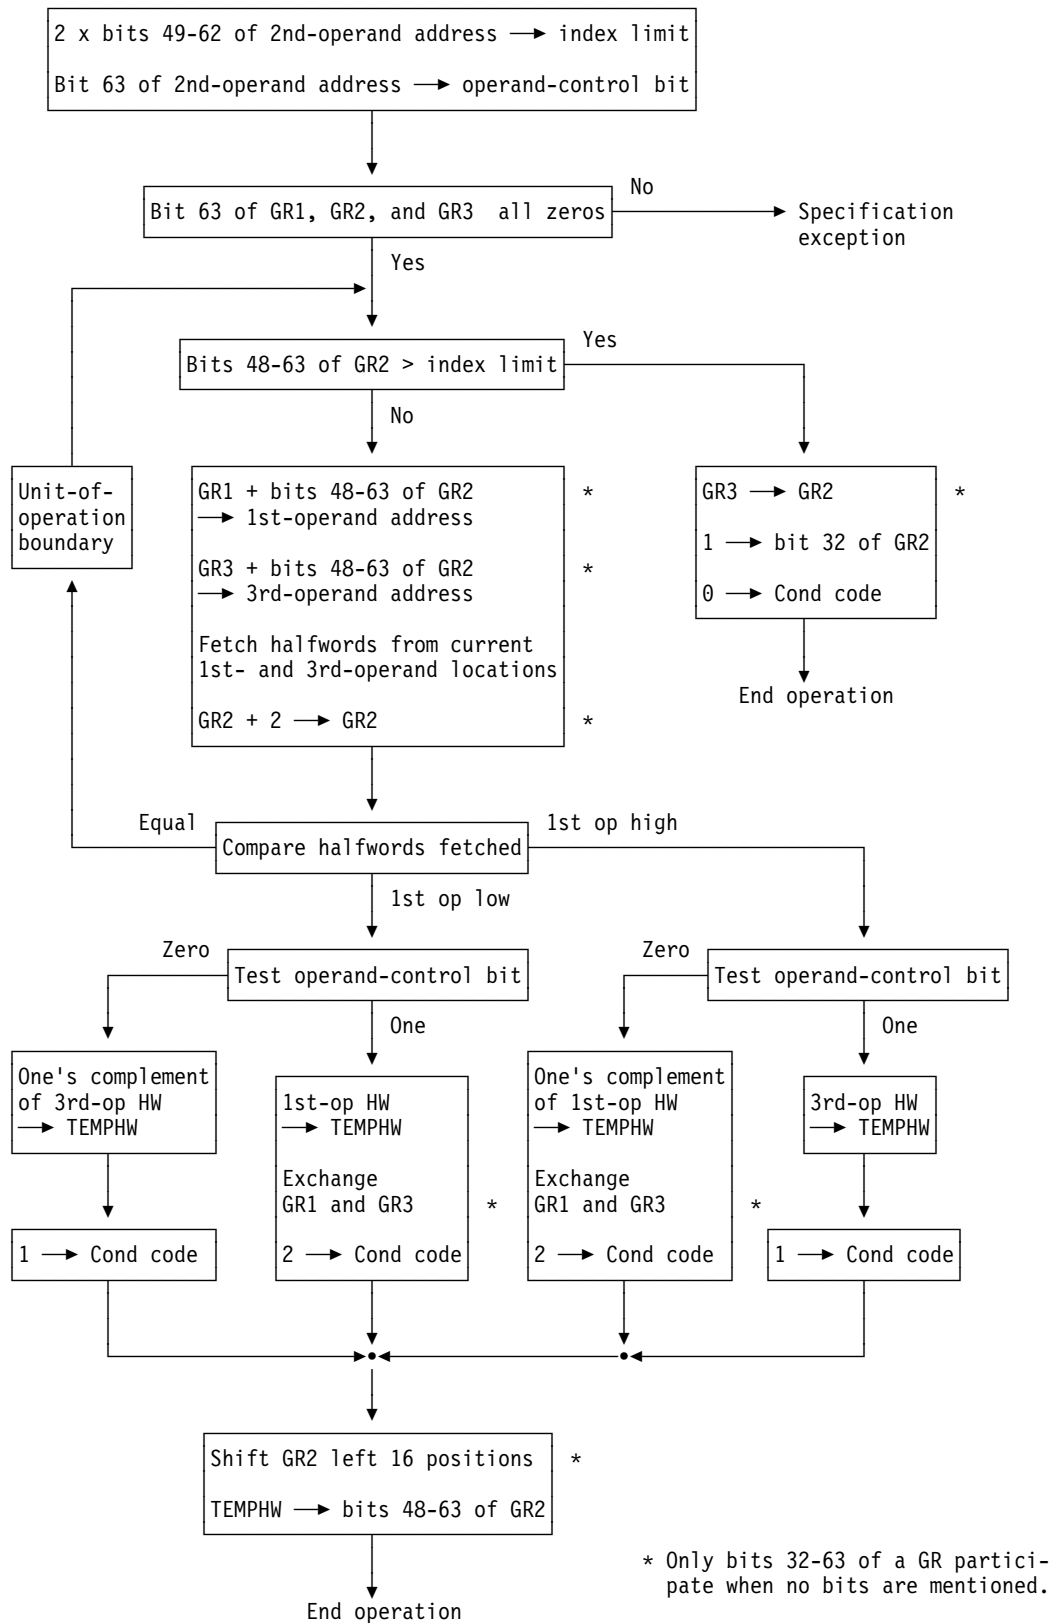 2 x bits 49-62 of 2nd-operand address → index limit
Bit 63 of 2nd-operand address → operand-control bit
No
Bit 63 of GR1, GR2, and GR3 all zeros
Specification
exception
Yes
Yes
Bits 48-63 of GR2 > index limit
No
Unit-of-
operation
boundary
GR1 + bits 48-63 of GR2 *
→ 1st-operand address
GR3 + bits 48-63 of GR2 *
→ 3rd-operand address
Fetch halfwords from current
1st- and 3rd-operand locations
GR2 + 2 → GR2 *
GR3 → GR2 *
1 → bit 32 of GR2
0 → Cond code
End operation
Equal
1st op high
Compare halfwords fetched
1st op low
Zero
Test operand-control bit
One
Zero
Test operand-control bit
One
One's complement
of 3rd-op HW
→ TEMPHW
1 → Cond code
1st-op HW
→ TEMPHW
Exchange
GR1 and GR3 *
2 → Cond code
One's complement
of 1st-op HW
→ TEMPHW
Exchange
GR1 and GR3 *
2 → Cond code
3rd-op HW
→ TEMPHW
1 → Cond code
Shift GR2 left 16 positions *
TEMPHW → bits 48-63 of GR2
End operation
* Only bits 32-63 of a GR partici-
pate when no bits are mentioned.